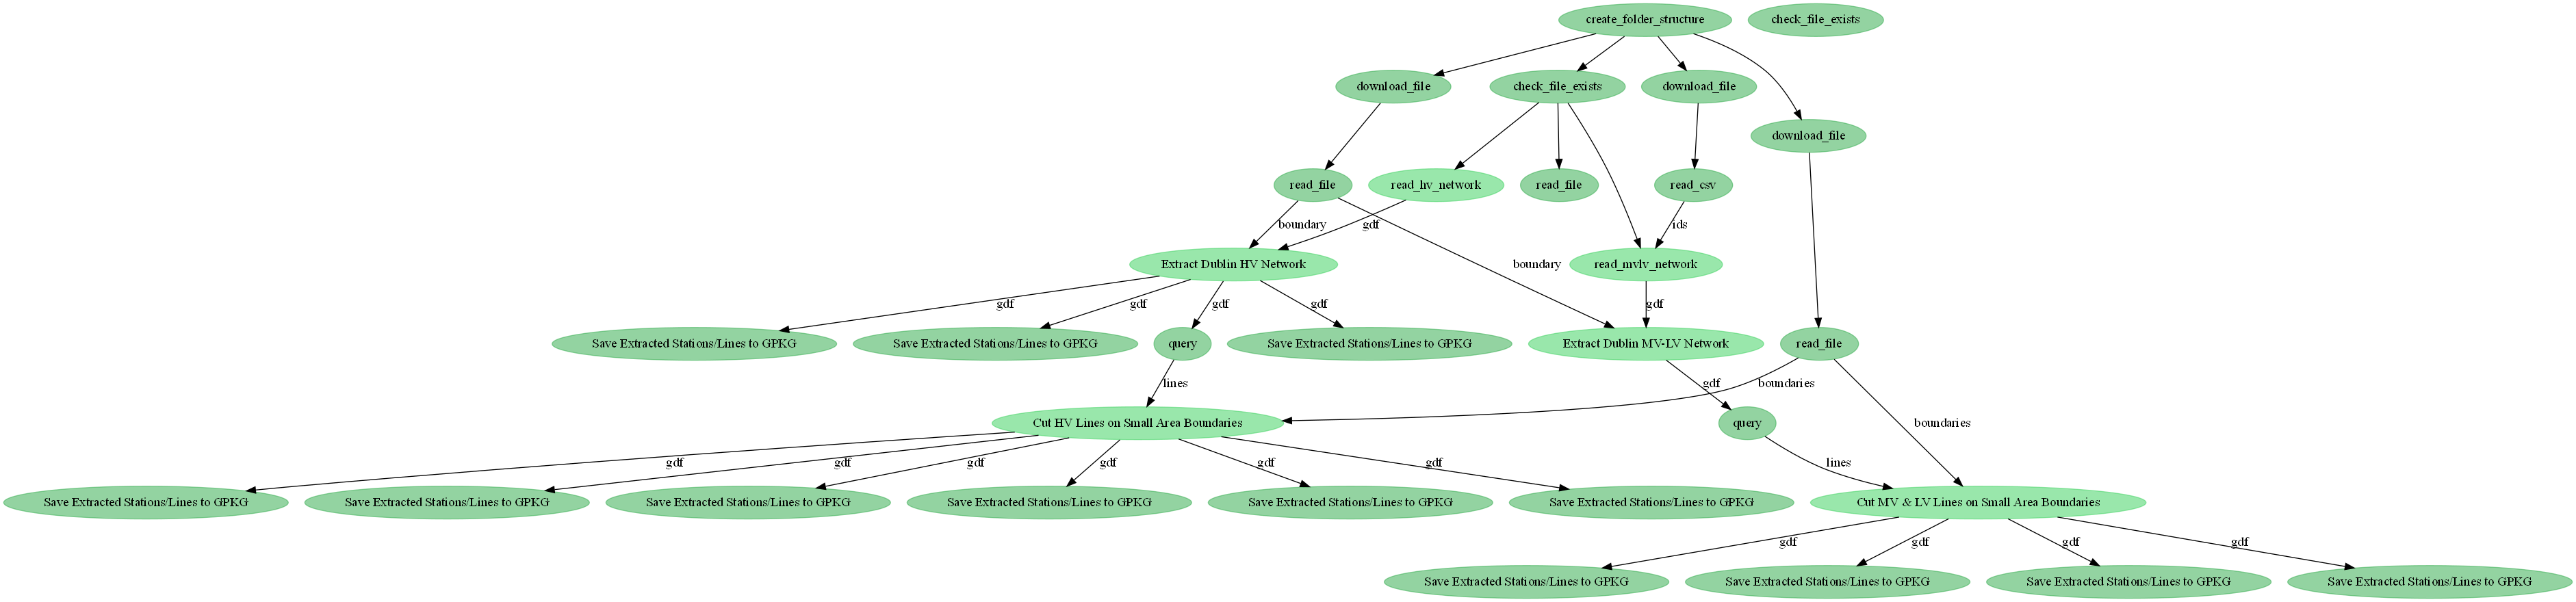 create_folder_structure
check_file_exists
download_file
check_file_exists
download_file
download_file
read_file
read_hv_network
read_file
read_csv
boundary
gdf
ids
Extract Dublin HV Network
boundary
read_mvlv_network
gdf
gdf
gdf
gdf
gdf
Save Extracted Stations/Lines to GPKG
Save Extracted Stations/Lines to GPKG
query
Save Extracted Stations/Lines to GPKG
Extract Dublin MV-LV Network
read_file
lines
gdf
boundaries
Cut HV Lines on Small Area Boundaries
query
boundaries
gdf
gdf
gdf
gdf
gdf
gdf
lines
Save Extracted Stations/Lines to GPKG
Save Extracted Stations/Lines to GPKG
Save Extracted Stations/Lines to GPKG
Save Extracted Stations/Lines to GPKG
Save Extracted Stations/Lines to GPKG
Save Extracted Stations/Lines to GPKG
Cut MV & LV Lines on Small Area Boundaries
gdf
gdf
gdf
gdf
Save Extracted Stations/Lines to GPKG
Save Extracted Stations/Lines to GPKG
Save Extracted Stations/Lines to GPKG
Save Extracted Stations/Lines to GPKG